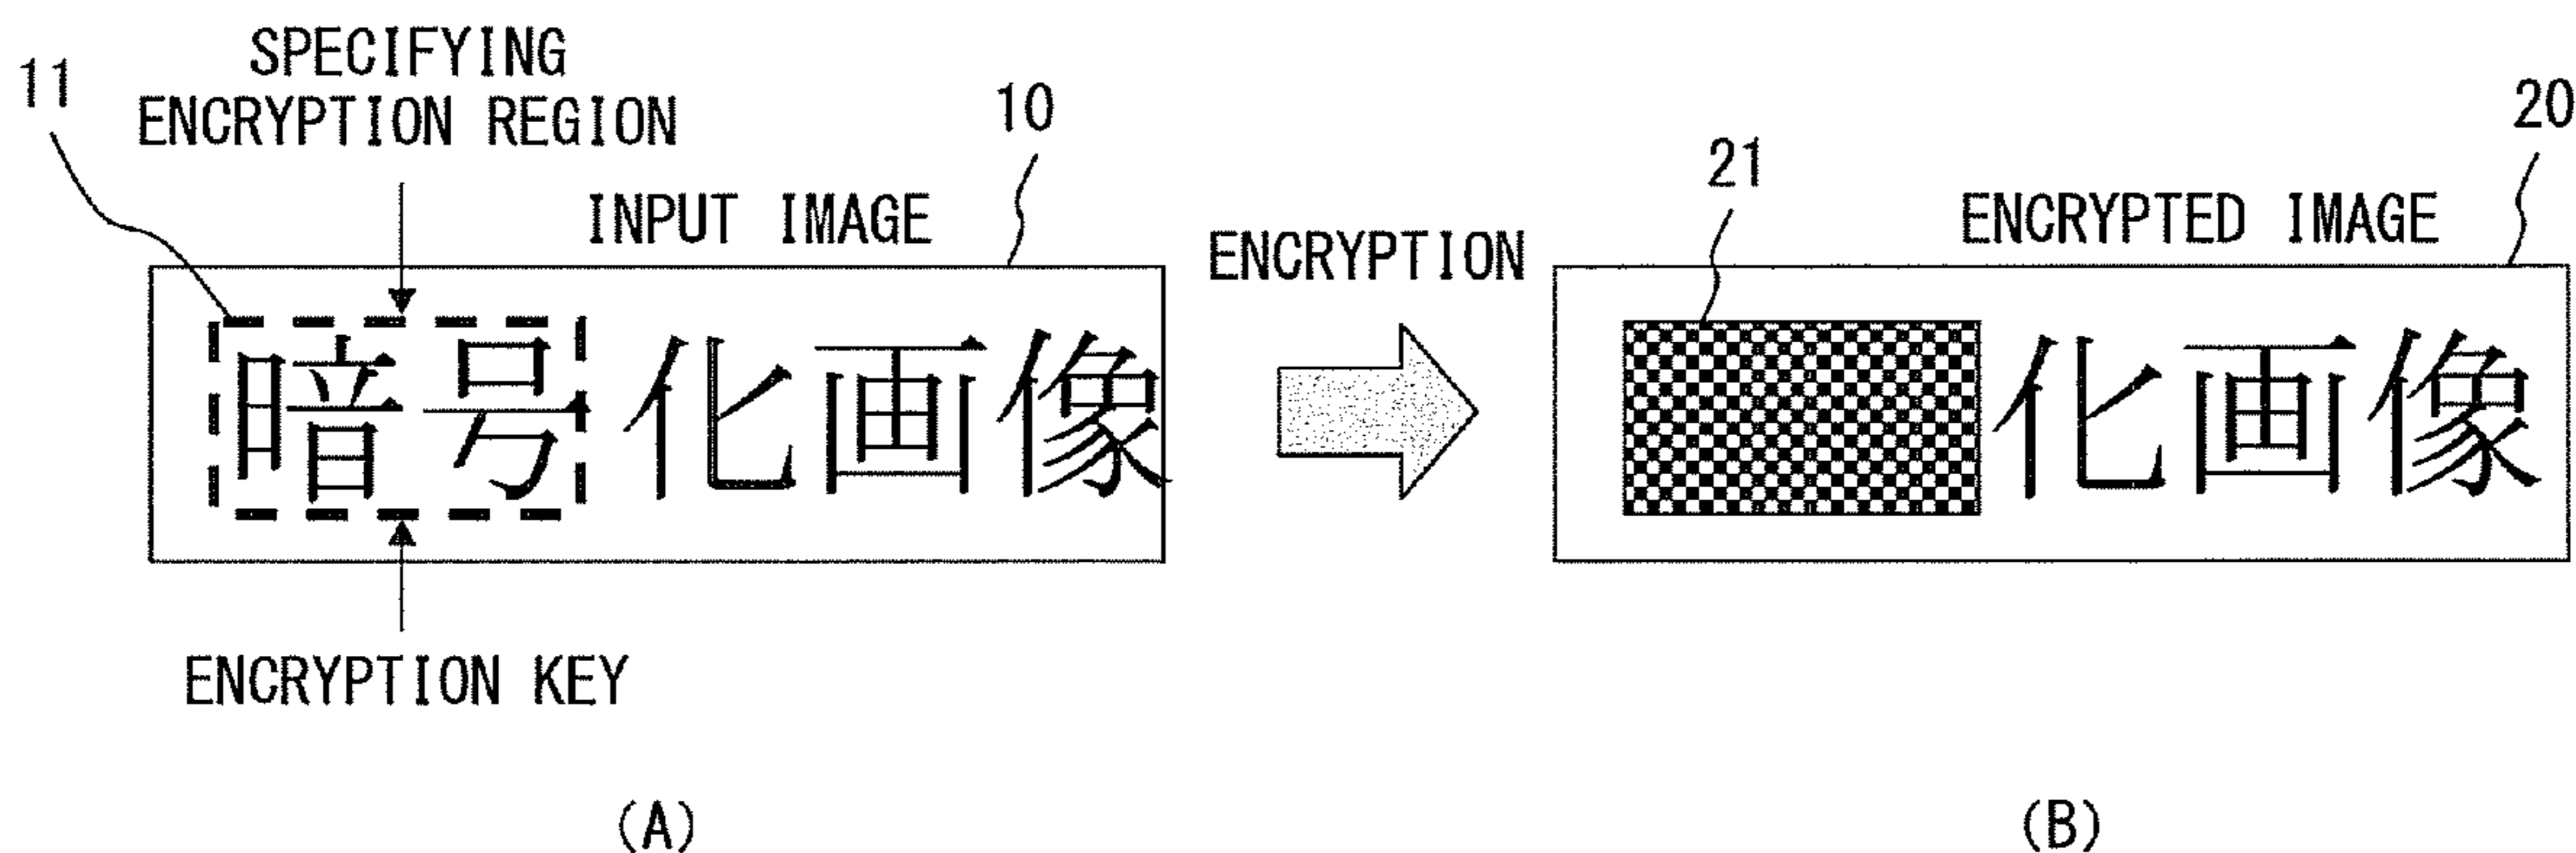 SPECIFYING
ENCRYPTION REGION
11
10
INPUT IMAGE
暗号化画像
ENCRYPTION KEY
(A)
ENCRYPTION
20
21
ENCRYPTED IMAGE
化画像
(B)